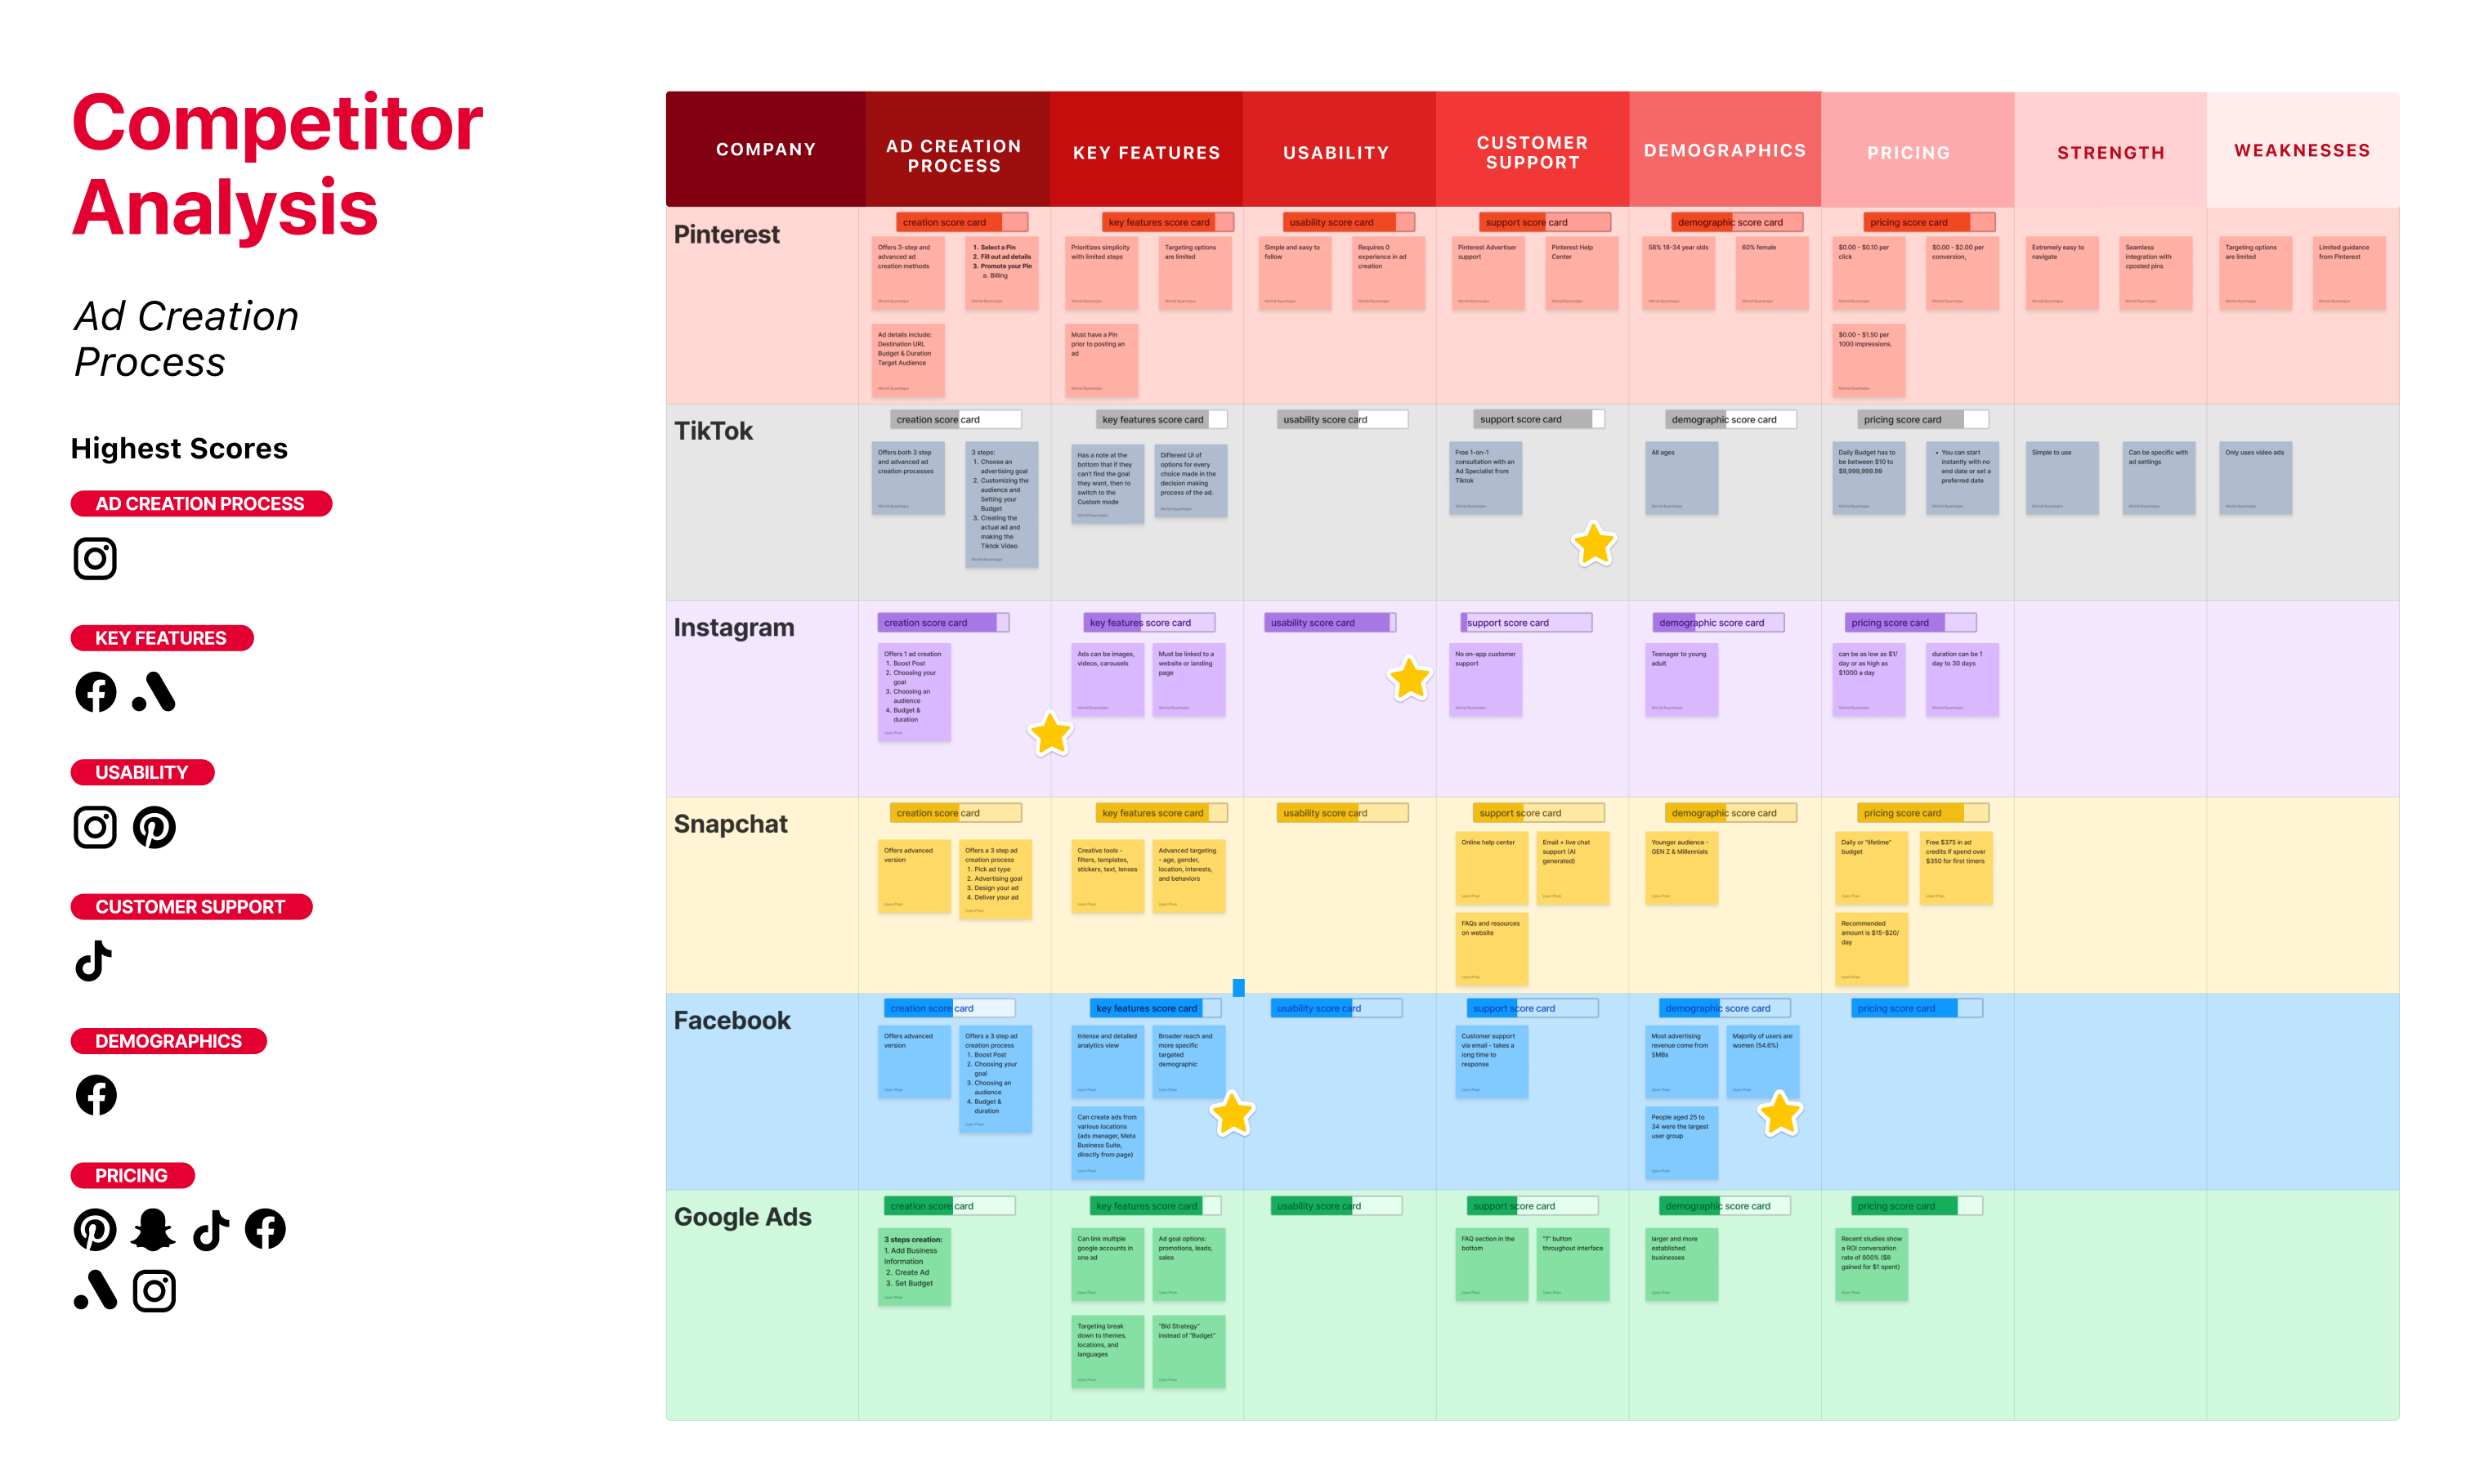 Competitor
Analysis
Ad Creation
Process
Highest Scores
AD CREATION PROCESS
KEY FEATURES
USABILITY
CUSTOMER SUPPORT
DEMOGRAPHICS
PRICING
COMPANY
AD CREATION
PROCESS
KEY FEATURES
USABILITY
CUSTOMER
SUPPORT
DEMOGRAPHICS
PRICING
STRENGTH
WEAKNESSES
Pinterest
creation score card
Offers 3-step and
advanced ad
creation methods
1. Select a Pin
2. Fill out ad details
3. Promote your Pin
a. Billing
Ad details include:
Destination URL
Budget & Duration
Target Audience
key features score card
Prioritizes simplicity
with limited steps
Targeting options
are limited
Must have a Pin
prior to posting an
ad
usability score card
Simple and easy to
follow
Requires 0
experience in ad
creation
support score card
Pinterest Advertiser
support
Pinterest Help
Center
demographic score card
58% 18-34 year olds
60% female
pricing score card
$0.00 - $0.10 per
click
$0.00 - $2.00 per
conversion,
$0.00 – $1.50 per
1000 impressions.
Extremely easy to
navigate
Seamless
integration with
cposted pins
Targeting options
are limited
Limited guidance
from Pinterest
TikTok
creation score card
Offers both 3 step
and advanced ad
creation processes
3 steps:
1. Choose an
advertising goal
2. Customizing the
audience and
Setting your
Budget
3. Creating the
actual ad and
making the
Tiktok Video
key features score card
Has a note at the
bottom that if they
can't find the goal
they want, then to
switch to the
Custom mode
Different UI of
options for every
choice made in the
decision making
process of the ad.
usability score card
support score card
Free 1-on-1
consultation with an
Ad Specialist from
Tiktok
demographic score card
All ages
pricing score card
Daily Budget has to
be between $10 to
$9,999,999.99
• You can start
instantly with no
end date or set a
preferred date
Simple to use
Can be specific with
ad settings
Only uses video ads
Instagram
creation score card
Offers 1 ad creation
1. Boost Post
2. Choosing your
goal
3. Choosing an
audience
4. Budget &
duration
key features score card
Ads can be images,
videos, carousels
Must be linked to a
website or landing
page
usability score card
support score card
No on-app customer
support
demographic score card
Teenager to young
adult
pricing score card
can be as low as $1/
day or as high as
$1000 a day
duration can be 1
day to 30 days
Snapchat
creation score card
Offers advanced
version
Offers a 3 step ad
creation process
1. Pick ad type
2. Advertising goal
3. Design your ad
4. Deliver your ad
key features score card
Creative tools -
filters, templates,
stickers, text, lenses
Advanced targeting
- age, gender,
location, interests,
and behaviors
usability score card
support score card
Online help center
Email + live chat
support (AI
generated)
FAQs and resources
on website
demographic score card
Younger audience -
GEN Z & Millennials
pricing score card
Daily or "lifetime"
budget
Free $375 in ad
credits if spend over
$350 for first timers
Recommended
amount is $15-$20/
day
Facebook
creation score card
Offers advanced
version
Offers a 3 step ad
creation process
1. Boost Post
2. Choosing your
goal
3. Choosing an
audience
4. Budget &
duration
key features score card
Intense and detailed
analytics view
Broader reach and
more specific
targeted
demographic
Can create ads from
various locations
(ads manager, Meta
Business Suite,
directly from page)
usability score card
support score card
Customer support
via email - takes a
long time to
response
demographic score card
Most advertising
revenue come from
SMBs
Majority of users are
women (54.6%)
People aged 25 to
34 were the largest
user group
pricing score card
Google Ads
creation score card
3 steps creation:
1. Add Business
Information
2. Create Ad
3. Set Budget
key features score card
Can link multiple
google accounts in
one ad
Ad goal options:
promotions, leads,
sales
Targeting break
down to themes,
locations, and
languages
"Bid Strategy"
instead of "Budget"
usability score card
support score card
FAQ section in the
bottom
"?" button
throughout interface
demographic score card
larger and more
established
businesses
pricing score card
Recent studies show
a ROI conversation
rate of 800% ($8
gained for $1 spent)